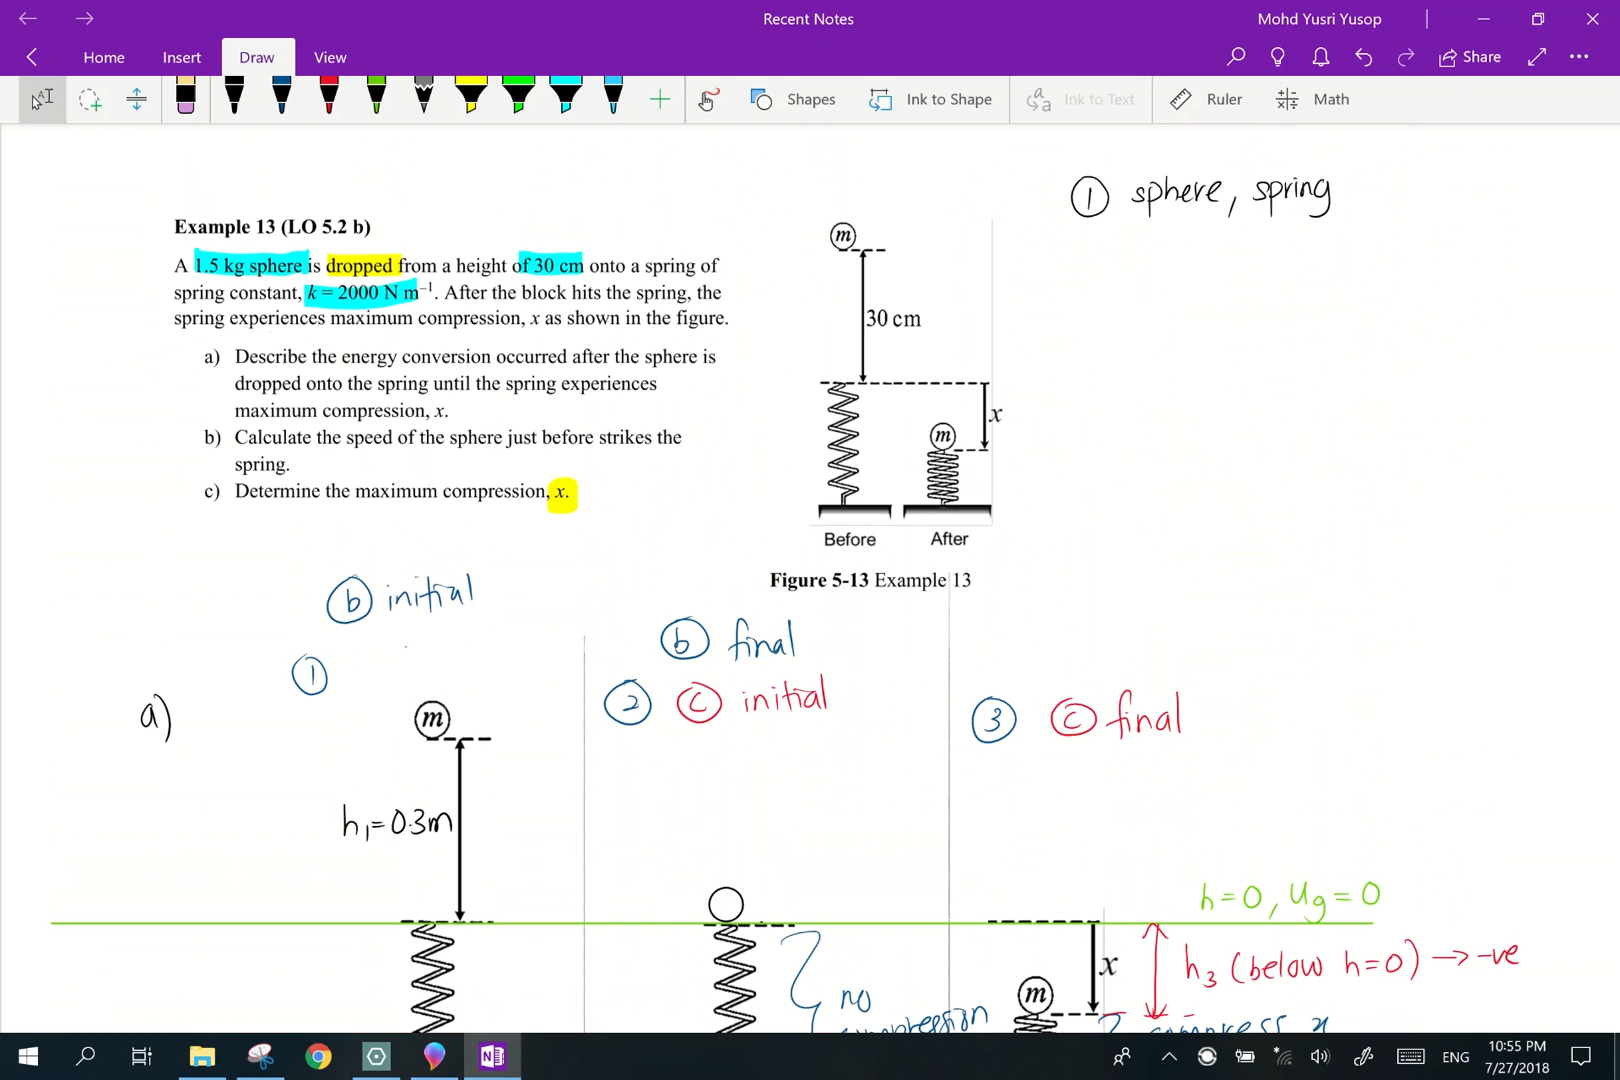 Recent Notes
Mohd Yusri Yusop
Home Insert Draw View
Share
Shapes
Ink to Shape
Ink to Text
Ruler
Math
① sphere, spring
Example 13 (LO 5.2 b)
A 1.5 kg sphere is dropped from a height of 30 cm onto a spring of
spring constant, k = 2000 N m⁻¹. After the block hits the spring, the
spring experiences maximum compression, x as shown in the figure.
a) Describe the energy conversion occurred after the sphere is
dropped onto the spring until the spring experiences
maximum compression, x.
b) Calculate the speed of the sphere just before strikes the
spring.
c) Determine the maximum compression, x.
m
30 cm
x
m
Before After
Figure 5-13 Example 13
ⓑ initial
ⓑ final
①
② ⓒ initial
③ ⓒ final
a)
m
h₁=0.3m
h=0, Ug=0
x
h₃ (below h=0) → -ve
m
no
compression
compress x
ENG
10:55 PM
7/27/2018